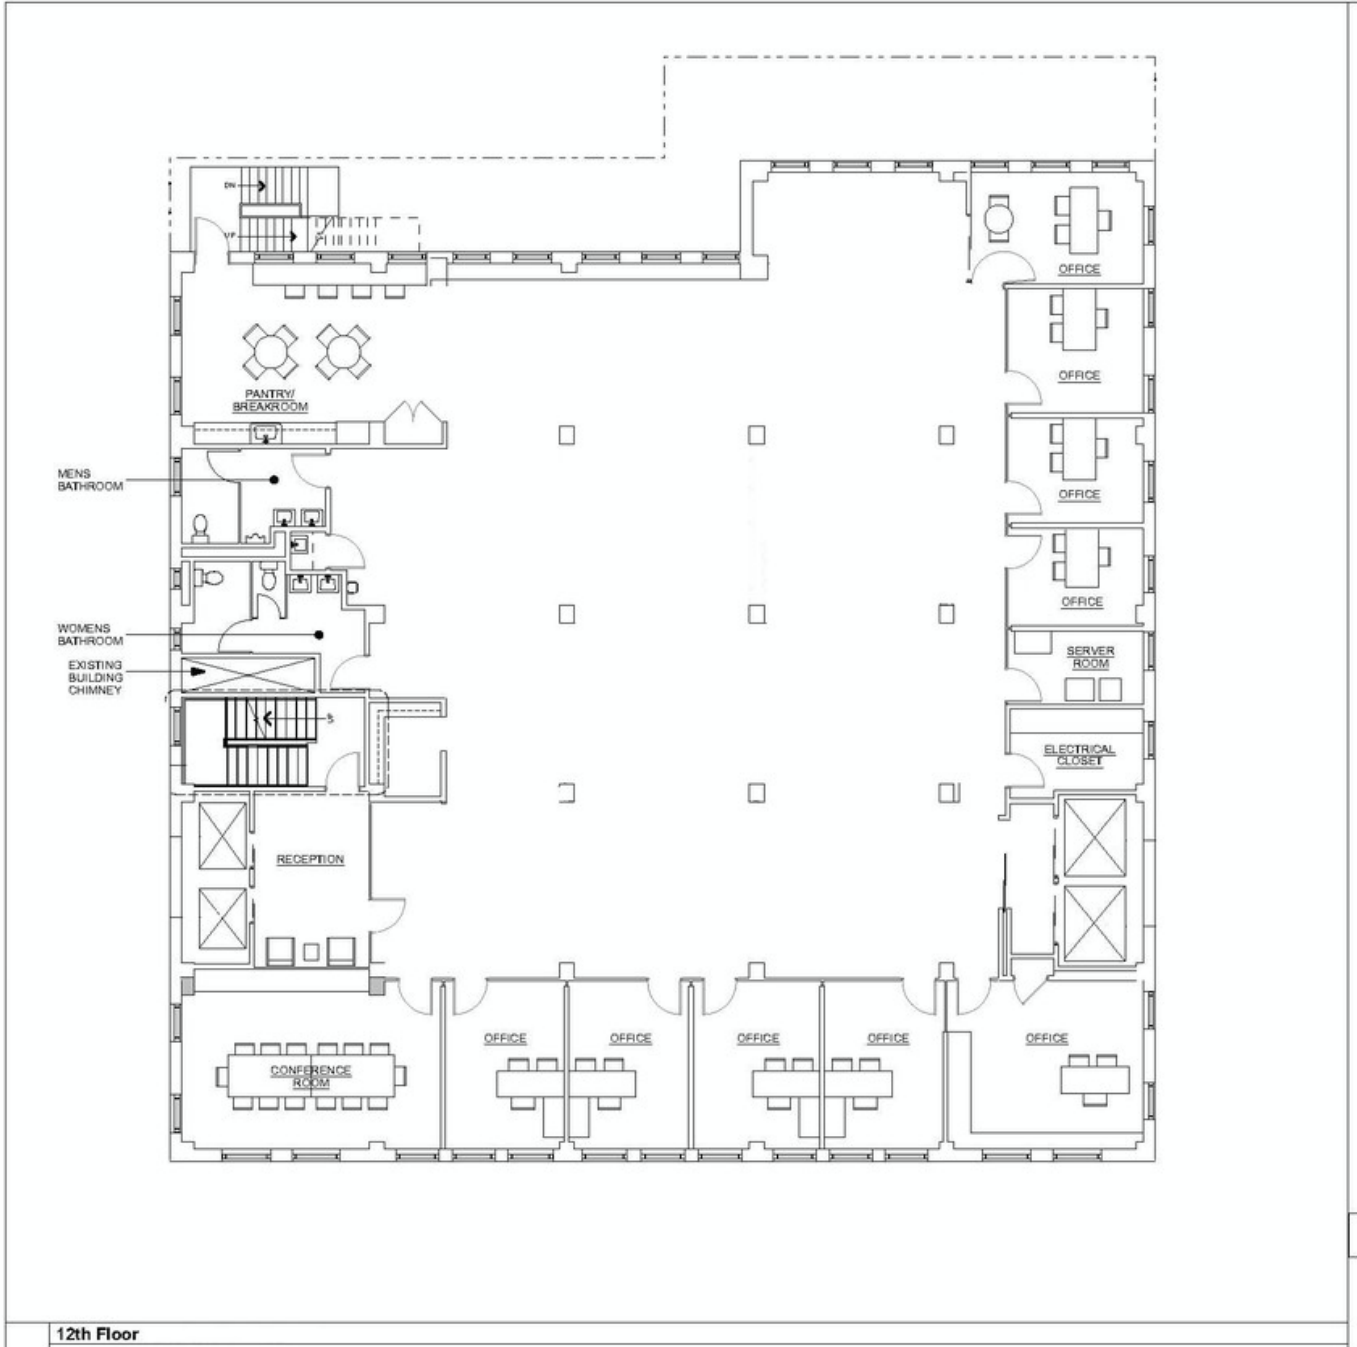 DN
UP
OFFICE
OFFICE
PANTRY/
BREAKROOM
MENS
BATHROOM
OFFICE
OFFICE
WOMENS
BATHROOM
SERVER
ROOM
EXISTING
BUILDING
CHIMNEY
UP
ELECTRICAL
CLOSET
RECEPTION
OFFICE
OFFICE
OFFICE
OFFICE
OFFICE
CONFERENCE
ROOM
12th Floor